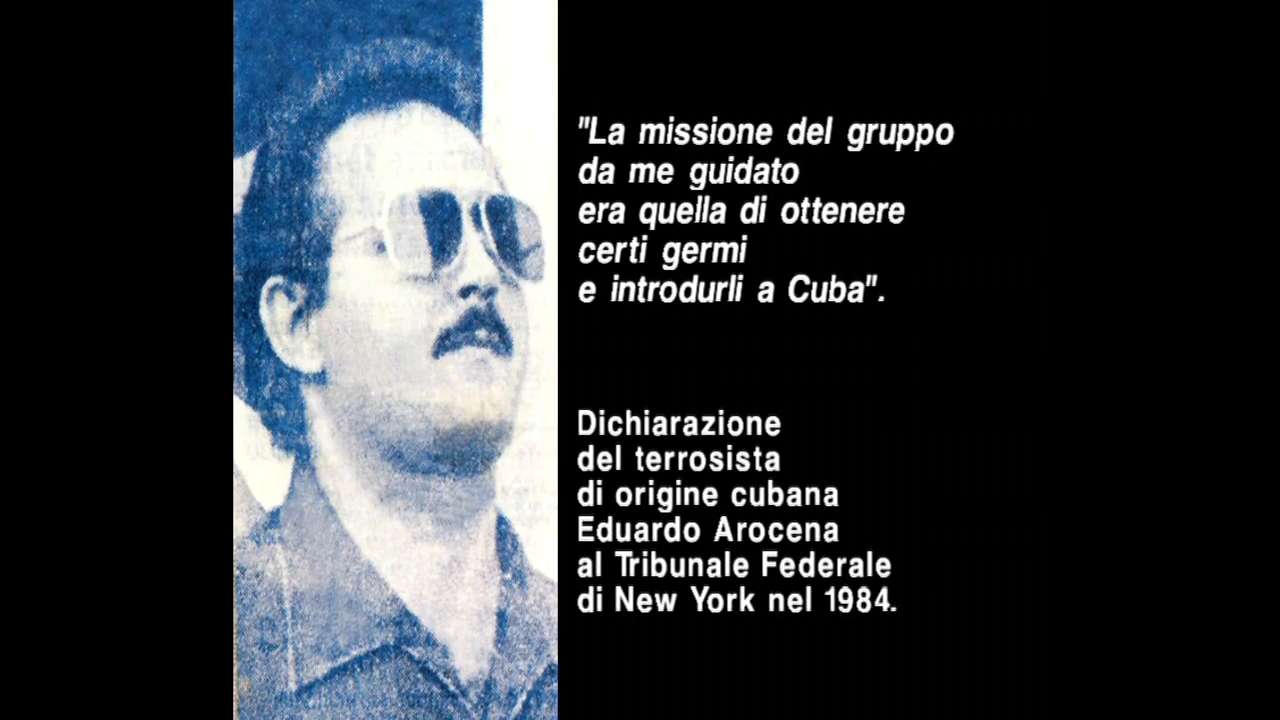 "La missione del gruppo
da me guidato
era quella di ottenere
certi germi
e introdurli a Cuba".
Dichiarazione
del terrosista
di origine cubana
Eduardo Arocena
al Tribunale Federale
di New York nel 1984.